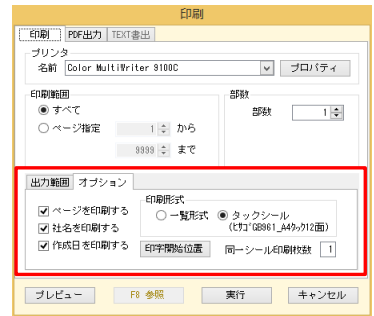 印刷
印刷 PDF出力 TEXT書出
プリンタ
名前 Color MultiWriter 9100C プロパティ
印刷範囲
すべて
ページ指定 1 から
9999 まで
部数
部数 1
出力範囲 オプション
ページを印刷する
社名を印刷する
作成日を印刷する
印刷形式
一覧形式 タックシール
(ヒサゴGB961_A4タック12面)
印字開始位置 同一シール印刷枚数 1
プレビュー F8 参照 実行 キャンセル